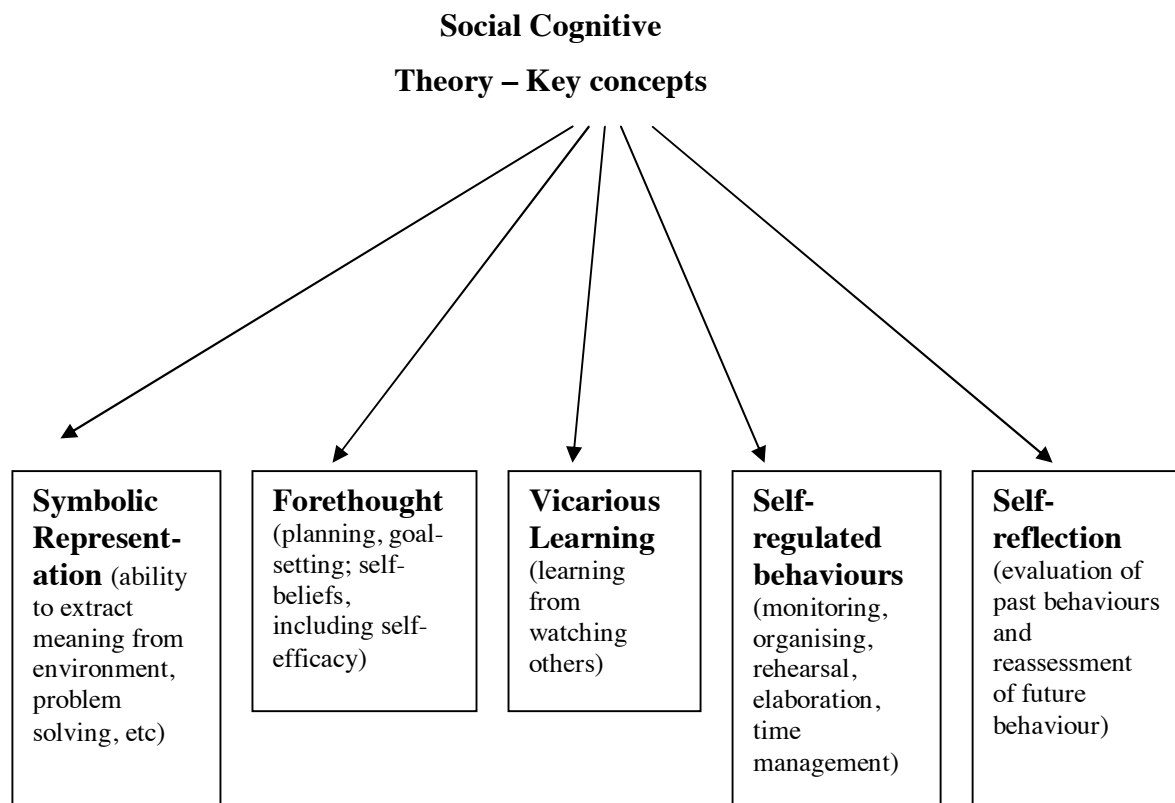 Social Cognitive
Theory – Key concepts
Symbolic
Represent-
ation (ability
to extract
meaning from
environment,
problem
solving, etc)
Forethought
(planning, goal-
setting; self-
beliefs,
including self-
efficacy)
Vicarious
Learning
(learning
from
watching
others)
Self-
regulated
behaviours
(monitoring,
organising,
rehearsal,
elaboration,
time
management)
Self-
reflection
(evaluation of
past behaviours
and
reassessment
of future
behaviour)